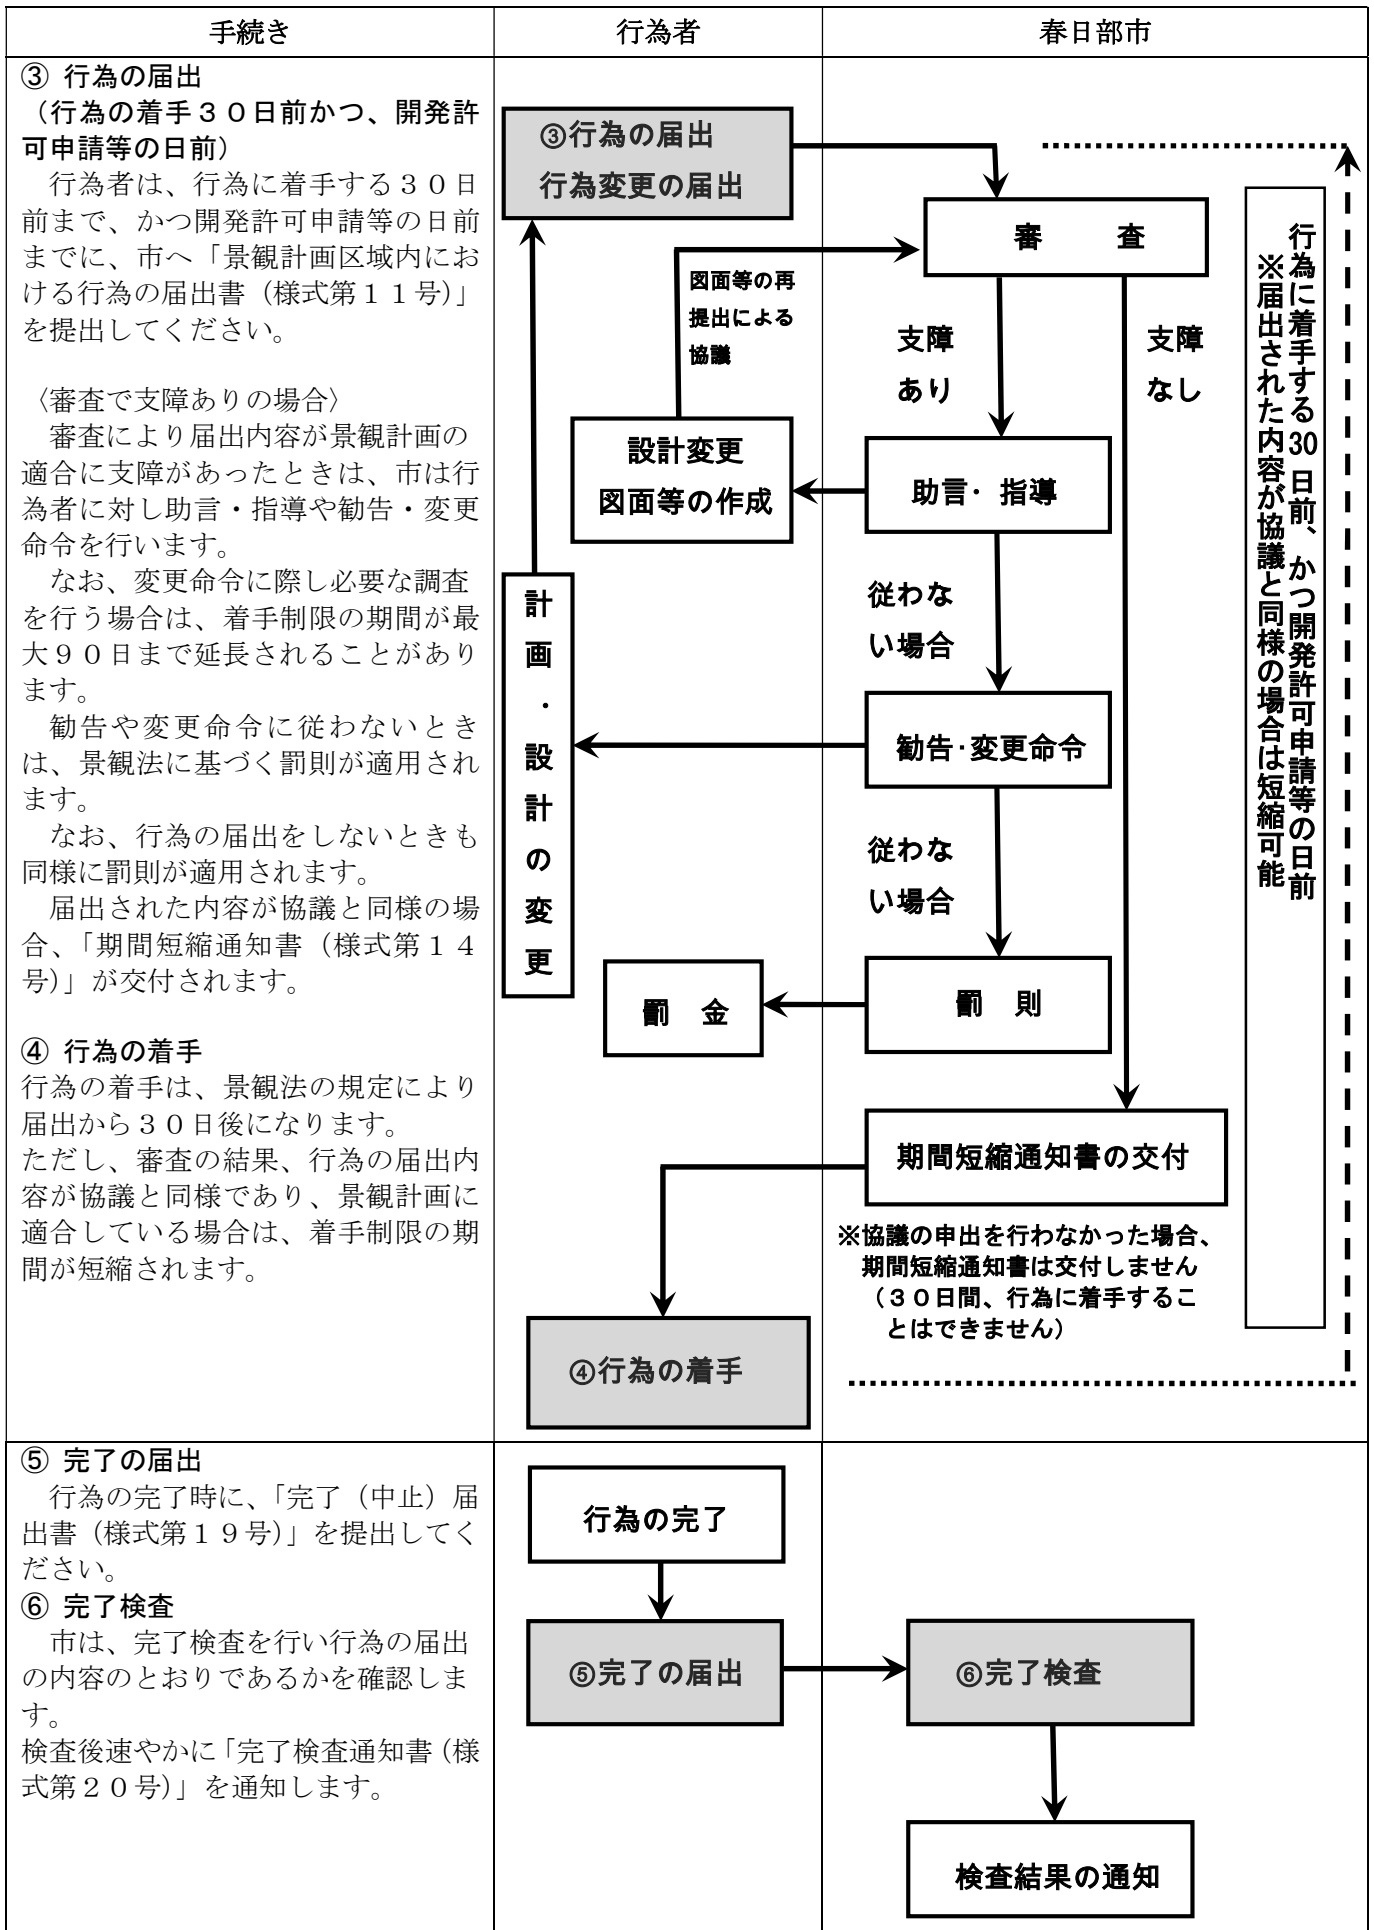 手続き
行為者
春日部市
③ 行為の届出
（行為の着手３０日前かつ、開発許
可申請等の日前）
行為者は、行為に着手する３０日
前まで、かつ開発許可申請等の日前
までに、市へ「景観計画区域内にお
ける行為の届出書（様式第１１号）」
を提出してください。
〈審査で支障ありの場合〉
審査により届出内容が景観計画の
適合に支障があったときは、市は行
為者に対し助言・指導や勧告・変更
命令を行います。
なお、変更命令に際し必要な調査
を行う場合は、着手制限の期間が最
大９０日まで延長されることがあり
ます。
勧告や変更命令に従わないとき
は、景観法に基づく罰則が適用され
ます。
なお、行為の届出をしないときも
同様に罰則が適用されます。
届出された内容が協議と同様の場
合、「期間短縮通知書（様式第１４
号）」が交付されます。
④ 行為の着手
行為の着手は、景観法の規定により
届出から３０日後になります。
ただし、審査の結果、行為の届出内
容が協議と同様であり、景観計画に
適合している場合は、着手制限の期
間が短縮されます。
③行為の届出
行為変更の届出
審　査
図面等の再
提出による
協議
支障
あり
支障
なし
設計変更
図面等の作成
助言・指導
従わな
い場合
計画・設計の変更
勧告・変更命令
従わな
い場合
罰　金
罰　則
期間短縮通知書の交付
※協議の申出を行わなかった場合、
期間短縮通知書は交付しません
（３０日間、行為に着手するこ
とはできません）
④行為の着手
行為に着手する30日前、かつ開発許可申請等の日前
※届出された内容が協議と同様の場合は短縮可能
⑤ 完了の届出
行為の完了時に、「完了（中止）届
出書（様式第１９号）」を提出してく
ださい。
⑥ 完了検査
市は、完了検査を行い行為の届出
の内容のとおりであるかを確認しま
す。
検査後速やかに「完了検査通知書（様
式第２０号）」を通知します。
行為の完了
⑤完了の届出
⑥完了検査
検査結果の通知